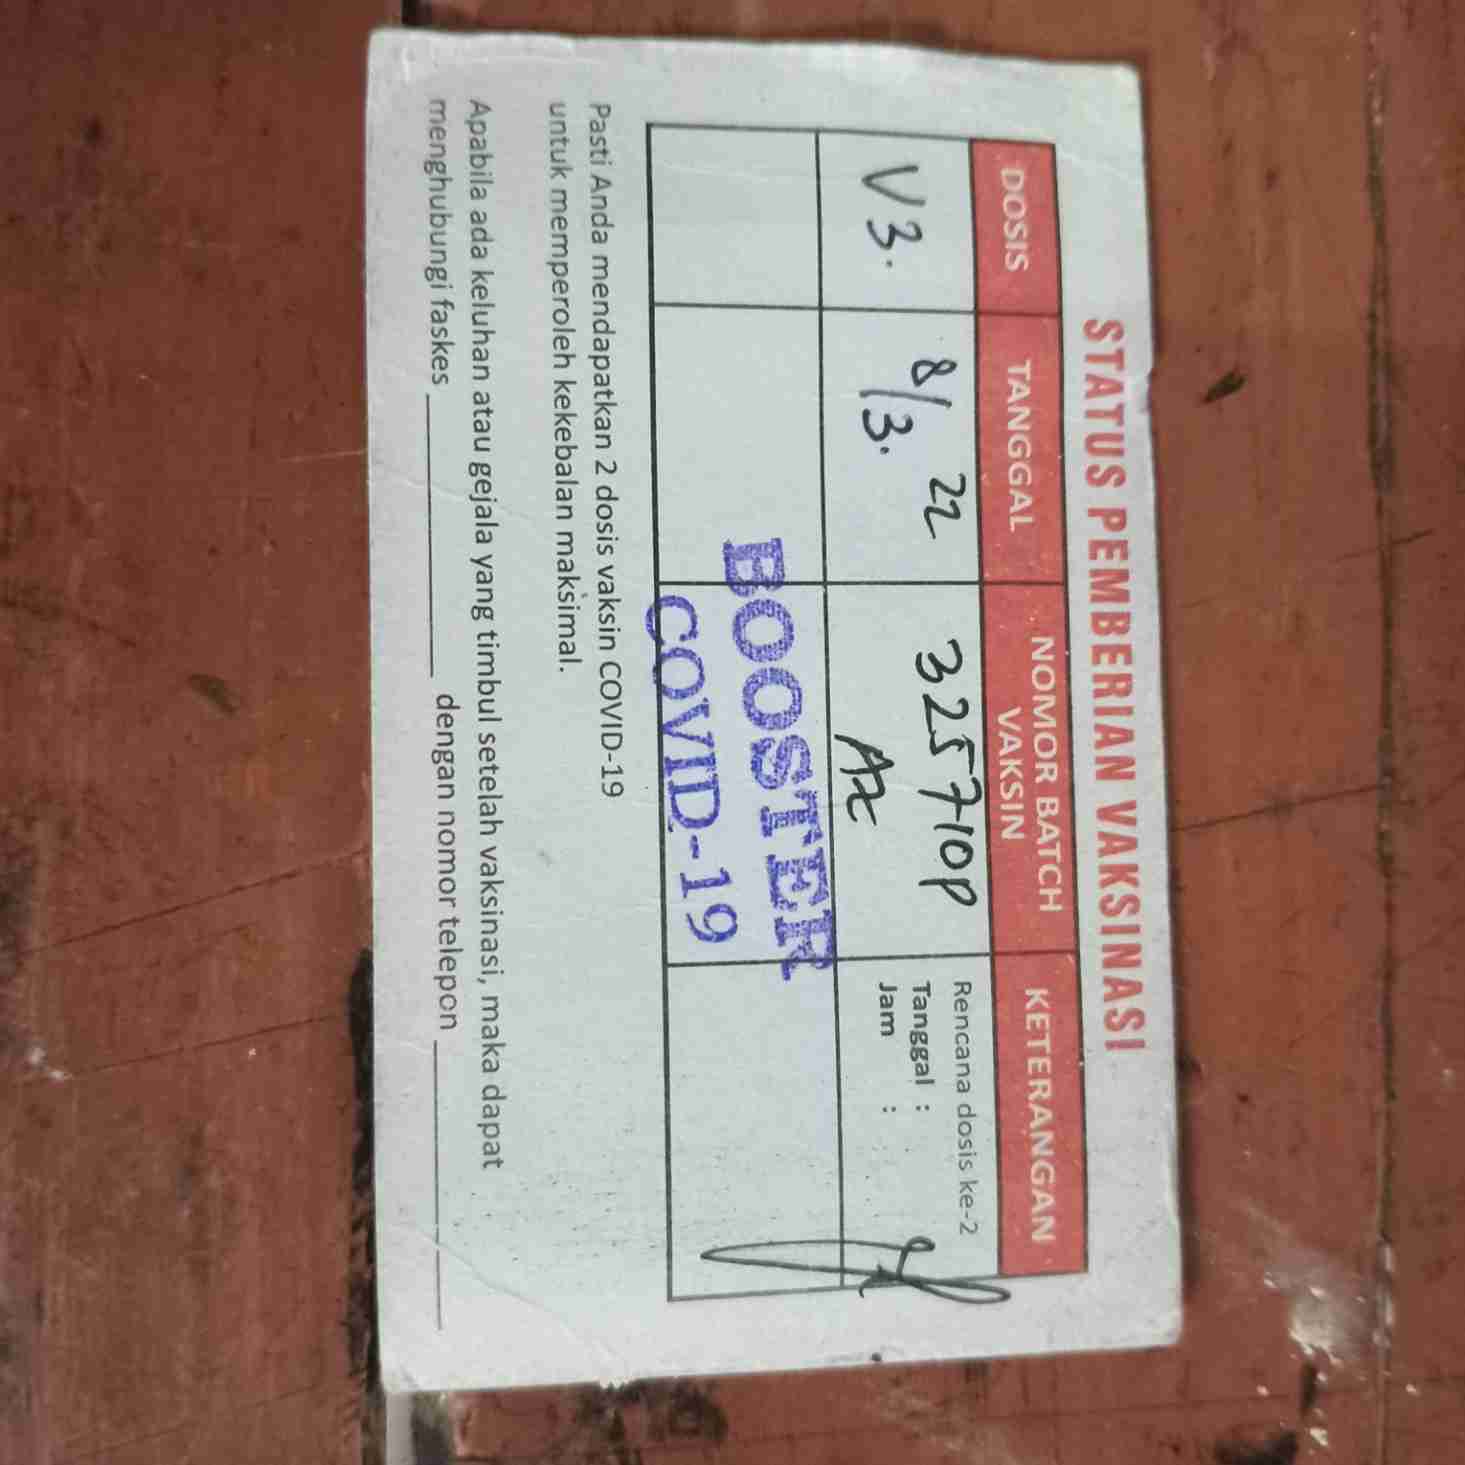 STATUS PEMBERIAN VAKSINASI
DOSIS TANGGAL NOMOR BATCH VAKSIN KETERANGAN
V3. 8/3. 22 325710P Az
Rencana dosis ke-2
Tanggal :
Jam :
BOOSTER
COVID-19
Pasti Anda mendapatkan 2 dosis vaksin COVID-19
untuk memperoleh kekebalan maksimal.
Apabila ada keluhan atau gejala yang timbul setelah vaksinasi, maka dapat
menghubungi faskes ____________ dengan nomor telepon ____________